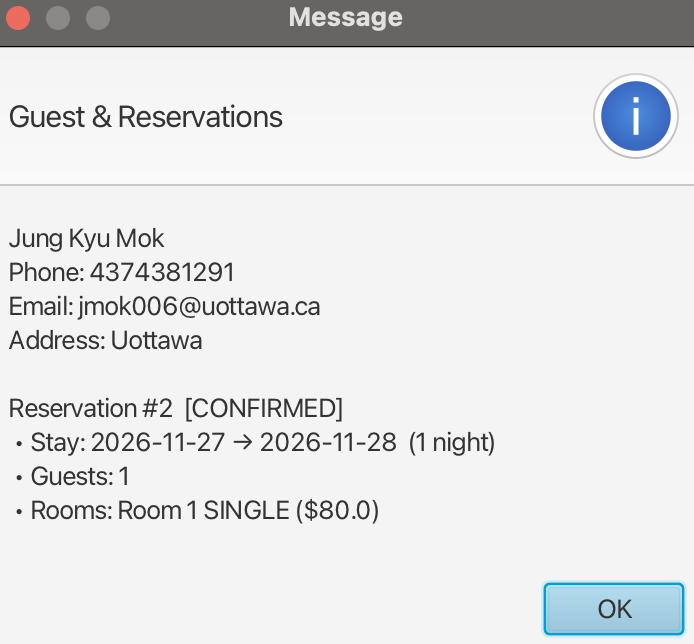 Message
Guest & Reservations
i
Jung Kyu Mok
Phone: 4374381291
Email: jmok006@uottawa.ca
Address: Uottawa
Reservation #2 [CONFIRMED]
• Stay: 2026-11-27 → 2026-11-28 (1 night)
• Guests: 1
• Rooms: Room 1 SINGLE ($80.0)
OK